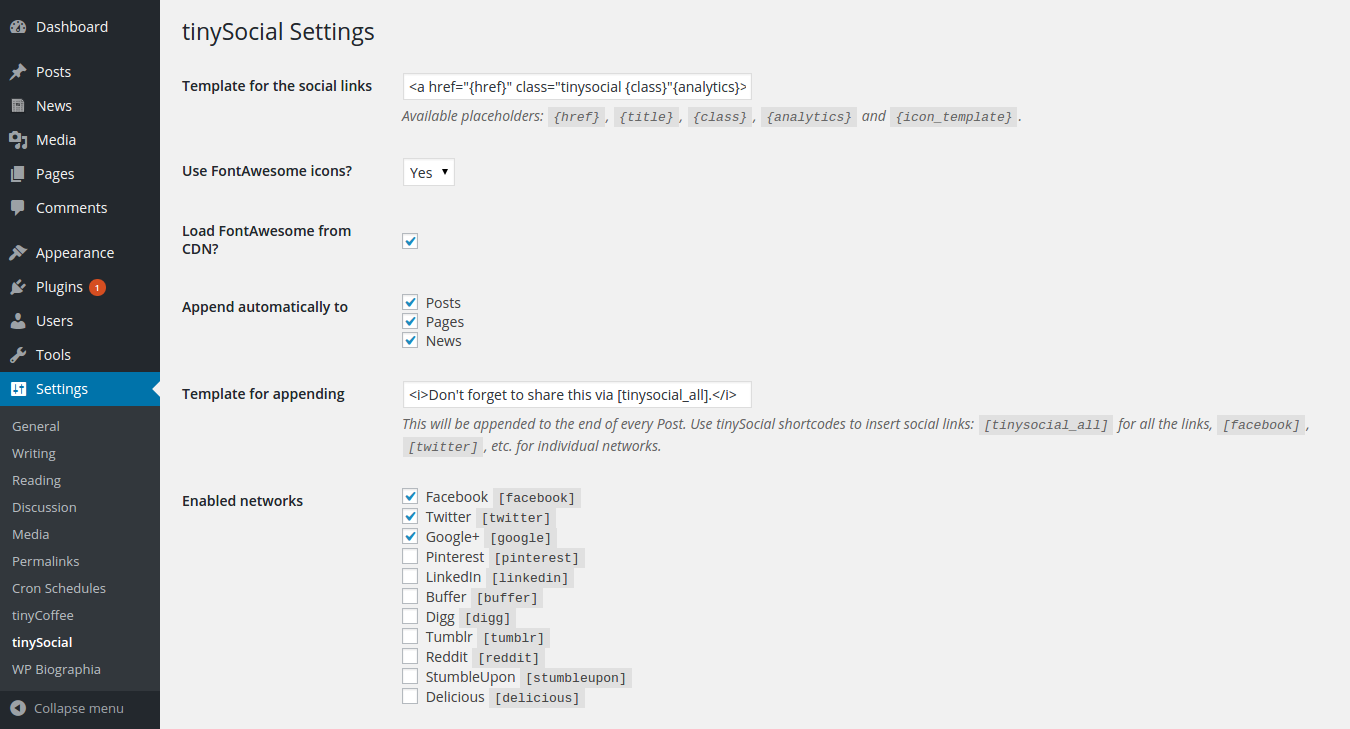 Dashboard
Posts
News
Media
Pages
Comments
Appearance
Plugins 1
Users
Tools
Settings
General
Writing
Reading
Discussion
Media
Permalinks
Cron Schedules
tinyCoffee
tinySocial
WP Biographia
Collapse menu
tinySocial Settings
Template for the social links
<a href="{href}" class="tinysocial {class}"{analytics}>
Available placeholders: {href}, {title}, {class}, {analytics} and {icon_template}.
Use FontAwesome icons?
Yes
Load FontAwesome from
CDN?
Append automatically to
Posts
Pages
News
Template for appending
<i>Don't forget to share this via [tinysocial_all].</i>
This will be appended to the end of every Post. Use tinySocial shortcodes to insert social links: [tinysocial_all] for all the links, [facebook],
[twitter], etc. for individual networks.
Enabled networks
Facebook [facebook]
Twitter [twitter]
Google+ [google]
Pinterest [pinterest]
LinkedIn [linkedin]
Buffer [buffer]
Digg [digg]
Tumblr [tumblr]
Reddit [reddit]
StumbleUpon [stumbleupon]
Delicious [delicious]